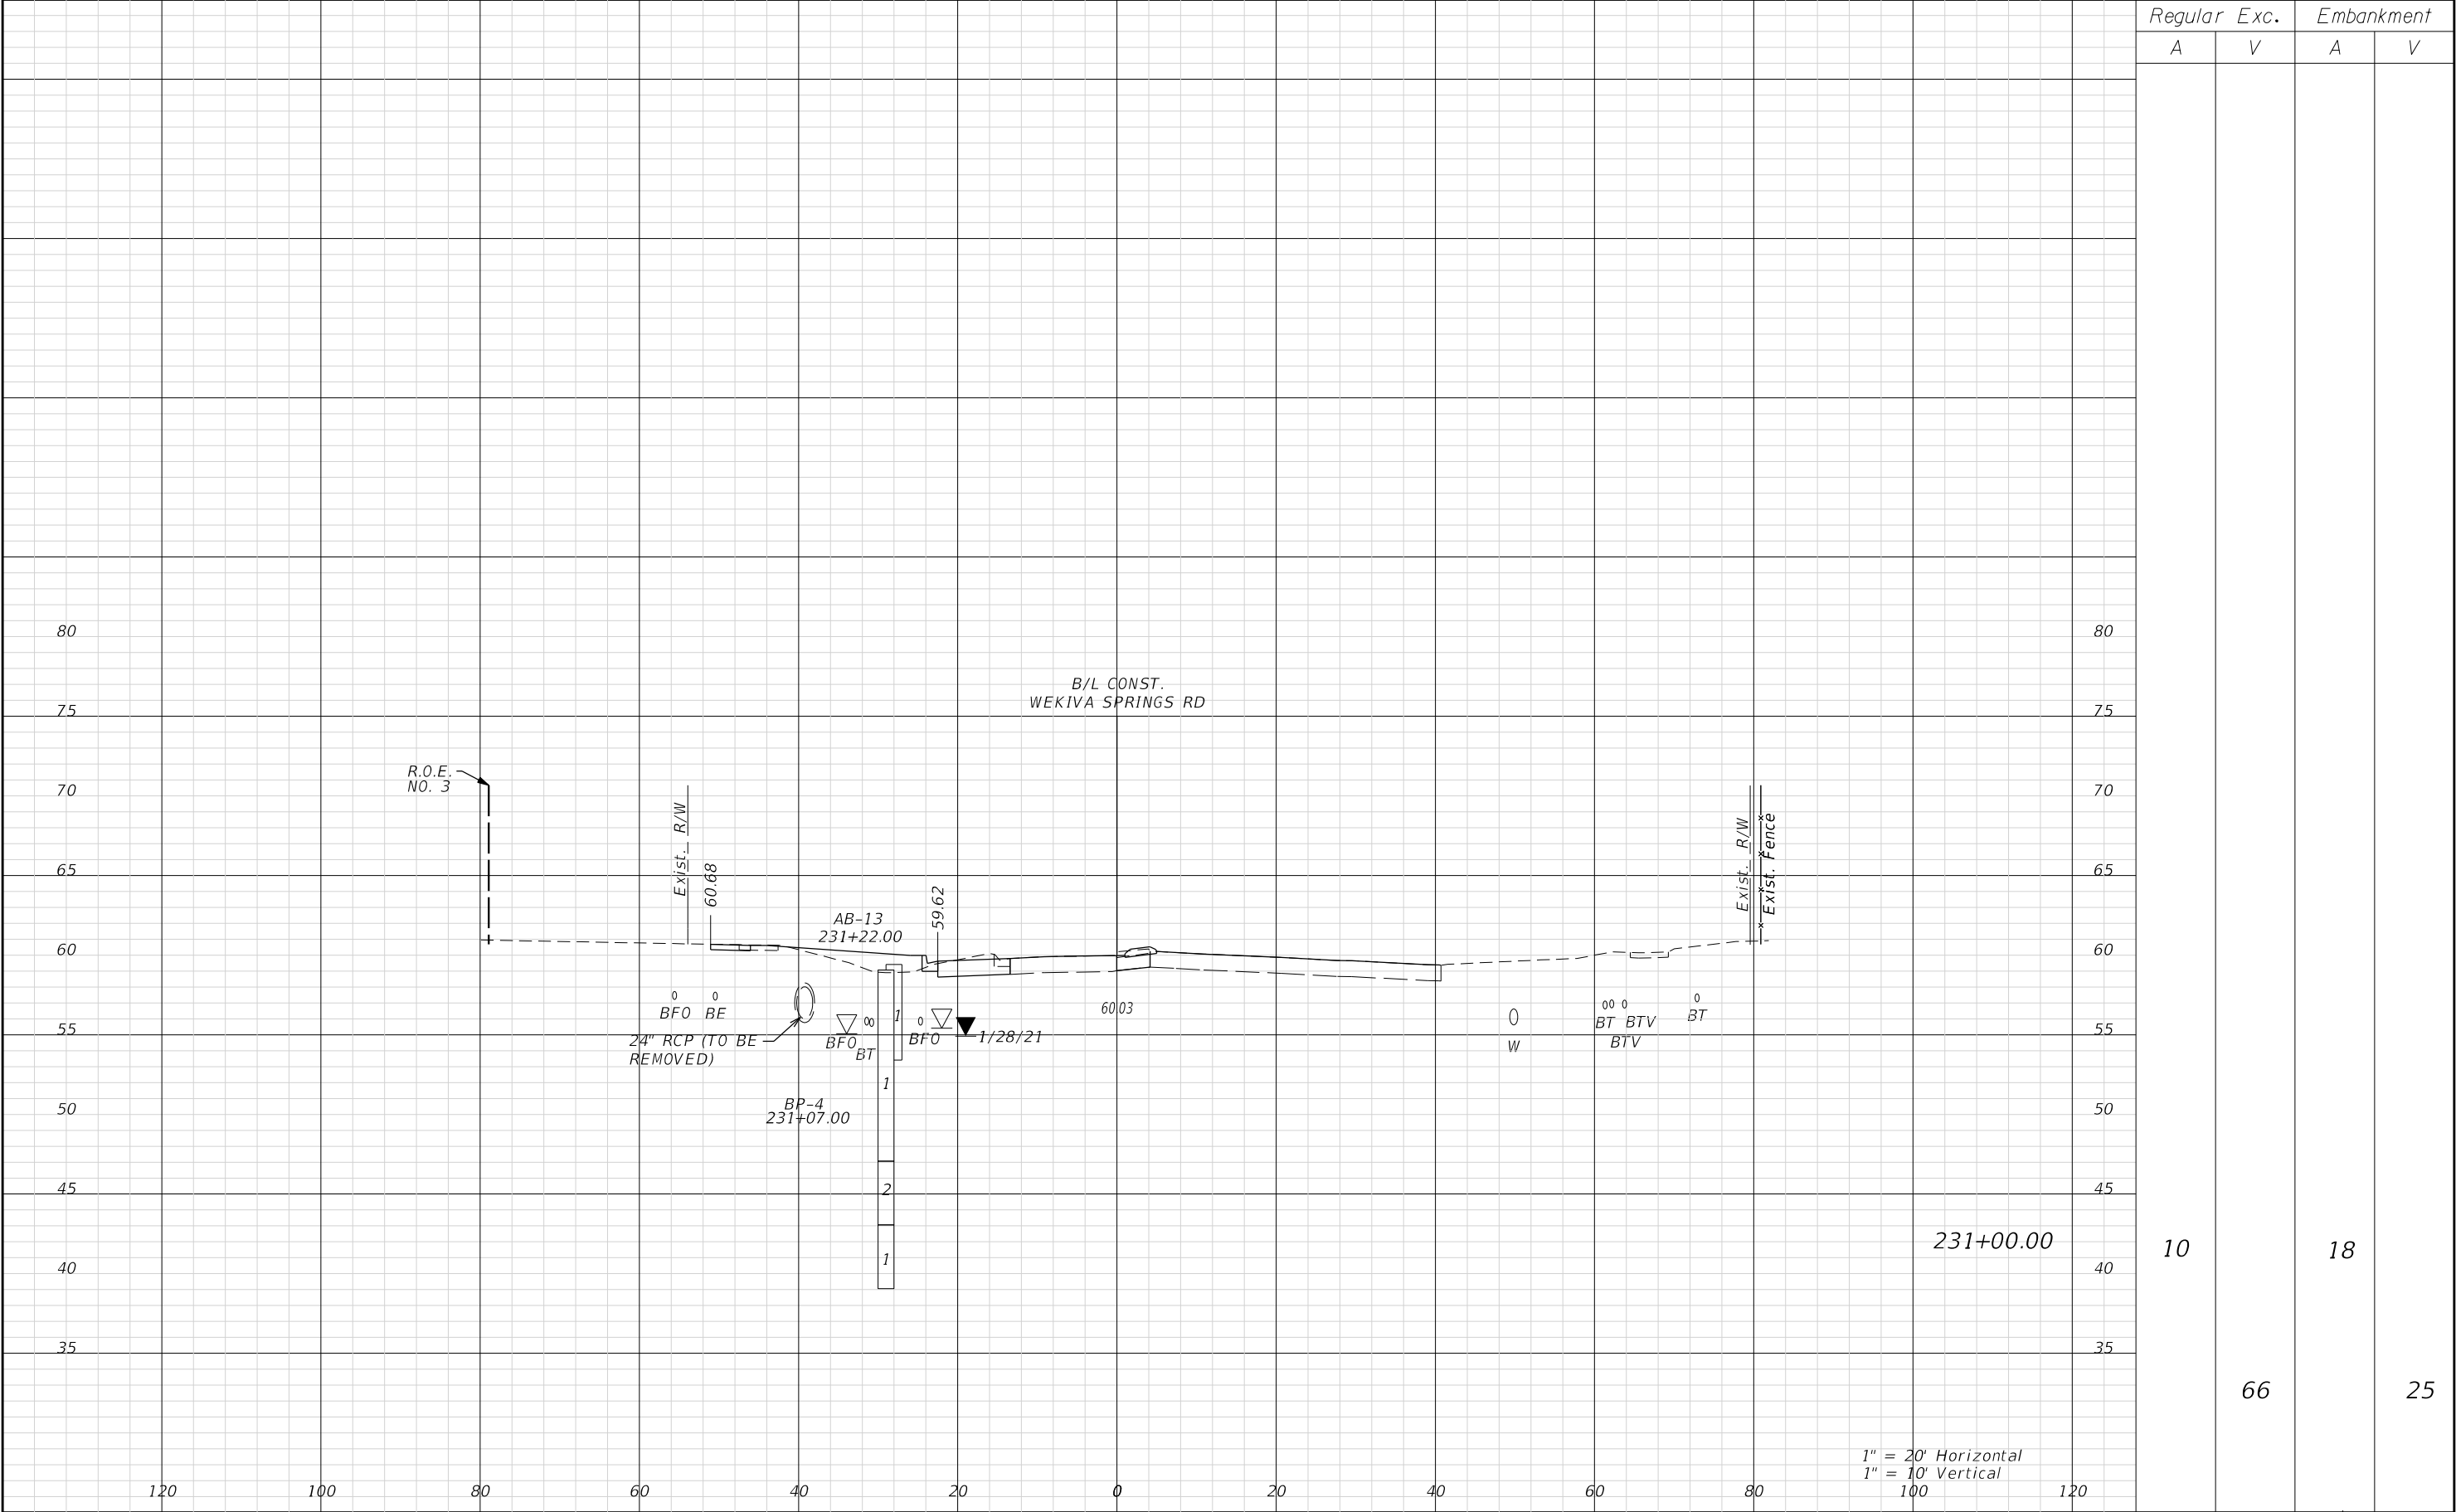 Regular Exc. Embankment
A V A V
80 80
B/L CONST.
WEKIVA SPRINGS RD
75 75
R.O.E.
NO. 3
70 70
Exist. R/W
Exist. R/W
Exist. Fence
65 65
60.68
59.62
AB-13
231+22.00
60 60
BFO BE
60.03
1
24" RCP (TO BE
REMOVED)
BFO
BT
BFO
1/28/21
W
BT BTV
BTV
BT
55 55
1
BP-4
231+07.00
50 50
2
45 45
231+00.00
10 18
1
40 40
35 35
66 25
1" = 20' Horizontal
1" = 10' Vertical
120 100 80 60 40 20 0 20 40 60 80 100 120